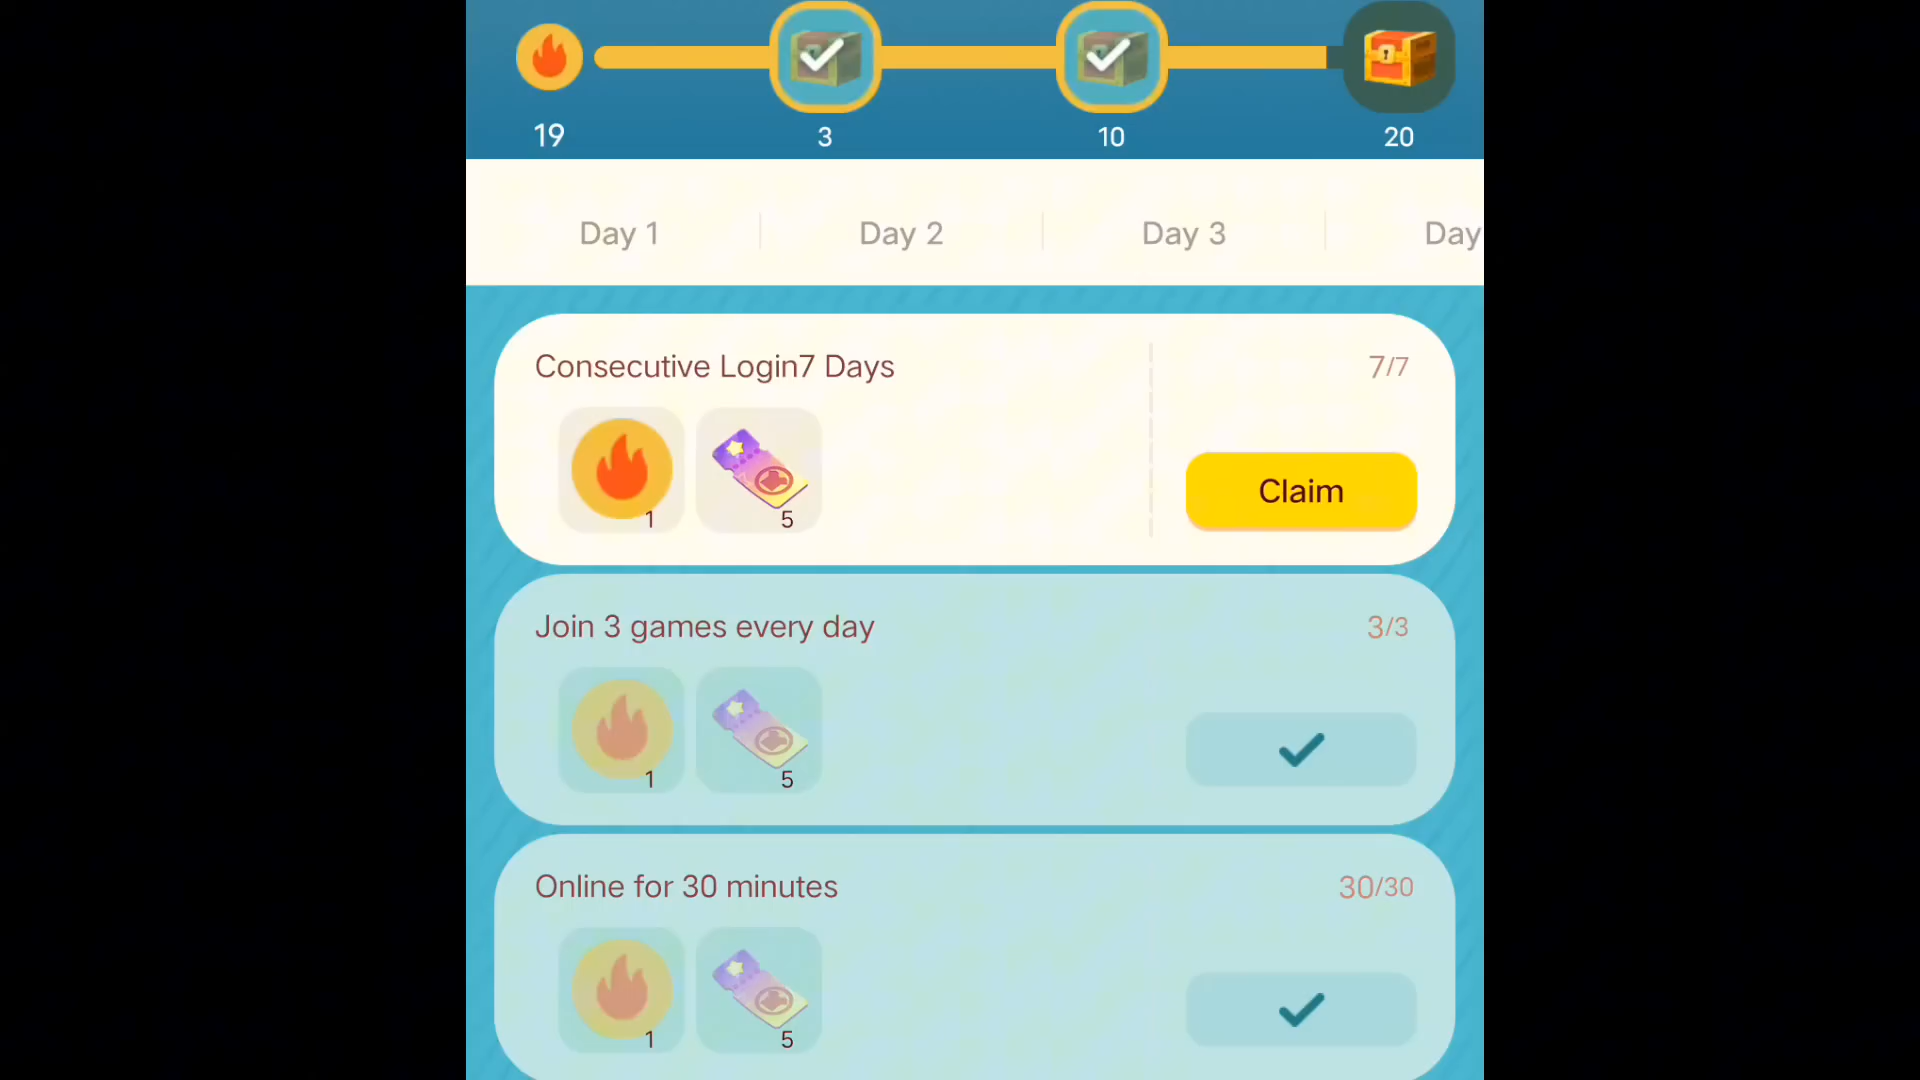 19
3
10
20
Day 1
Day 2
Day 3
Day
Consecutive Login7 Days
7/7
1
5
Claim
Join 3 games every day
3/3
1
5
Online for 30 minutes
30/30
1
5